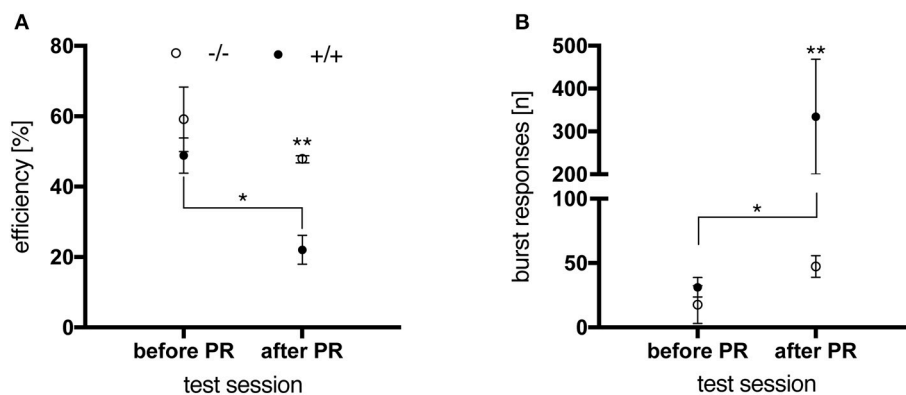 A
B
80
60
40
20
0
efficiency [%]
-/-
+/+
**
*
before PR
after PR
test session
500
400
300
200
100
50
0
burst responses [n]
**
*
before PR
after PR
test session